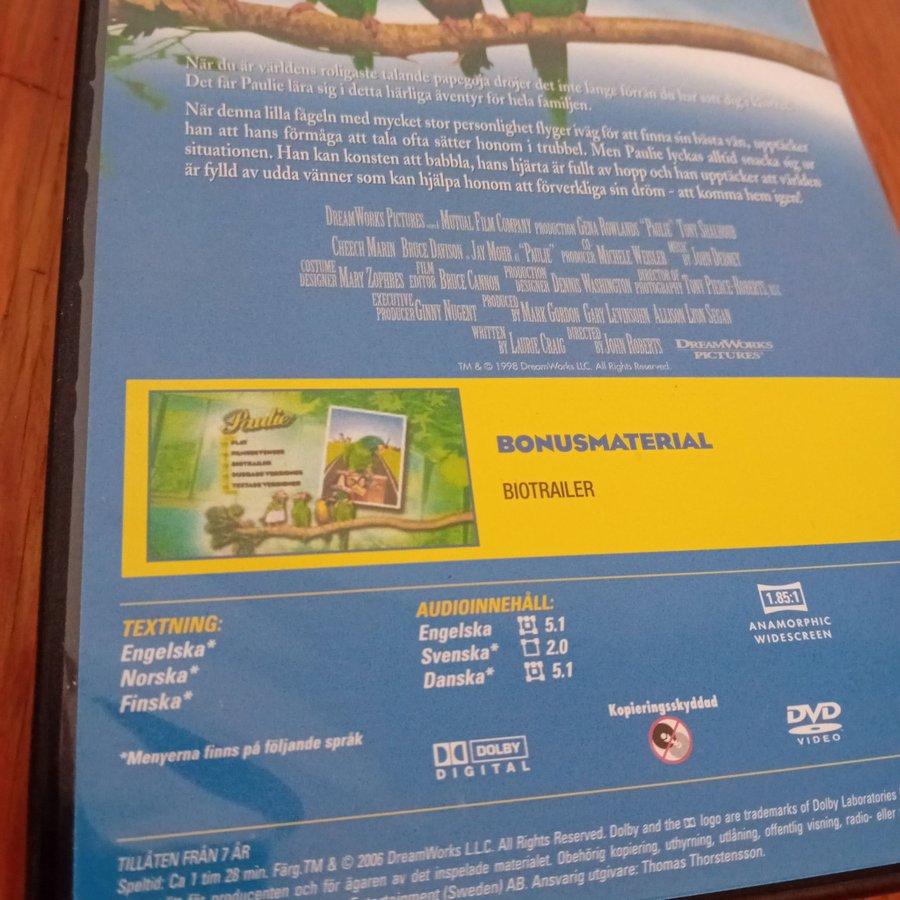 När du är världens roligaste talande papegoja dröjer det inte länge förrän du har
Det får Paulie lära sig i detta härliga äventyr för hela familjen.
När denna lilla fågeln med mycket stor personlighet flyger iväg för att finna sin bästa vän, upptäcker
han att hans förmåga att tala ofta sätter honom i trubbel. Men Paulie lyckas alltid snacka sig ur
situationen. Han kan konsten att babbla, hans hjärta är fullt av hopp och han upptäcker att världen
är fylld av udda vänner som kan hjälpa honom att förverkliga sin dröm - att komma hem igen!
DREAMWORKS PICTURES MUTUAL FILM COMPANY PRODUCTION GENA ROWLANDS "PAULIE" TONY SHALHOUB
CHEECH MARIN BRUCE DAVISON JAY MOHR "PAULIE" CO PRODUCER MICHELE WEISLER MUSIC BY JOHN DEBNEY
COSTUME DESIGNER MARY ZOPHRES FILM EDITOR BRUCE CANNON PRODUCTION DESIGNER DENNIS WASHINGTON DIRECTOR OF PHOTOGRAPHY TONY PIERCE-ROBERTS,
EXECUTIVE PRODUCER GINNY NUGENT PRODUCED BY MARK GORDON GARY LEVINSOHN ALLISON LYON SEGAN
WRITTEN BY LAURIE CRAIG DIRECTED BY JOHN ROBERTS DREAMWORKS PICTURES
TM & © 1998 DreamWorks LLC. All Rights Reserved.
Paulie
PLAY
BIOTRAILER
DUBBADE VERSIONER
TEXTADE VERSIONER
BONUSMATERIAL
BIOTRAILER
TEXTNING:
Engelska*
Norska*
Finska*
*Menyerna finns på följande språk
AUDIOINNEHÅLL:
Engelska 5.1
Svenska* 2.0
Danska* 5.1
1.85:1
ANAMORPHIC
WIDESCREEN
Kopieringsskyddad
DVD
VIDEO
DOLBY
DIGITAL
TILLÅTEN FRÅN 7 ÅR
Speltid: Ca 1 tim 28 min. Färg.TM & © 2006 DreamWorks LLC. All Rights Reserved. Dolby and the logo are trademarks of Dolby Laboratories
för producenten och för ägaren av det inspelade materialet. Obehörig kopiering, uthyrning, utlåning, offentlig visning, radio- eller
Entertainment (Sweden) AB. Ansvarig utgivare: Thomas Thorstensson.